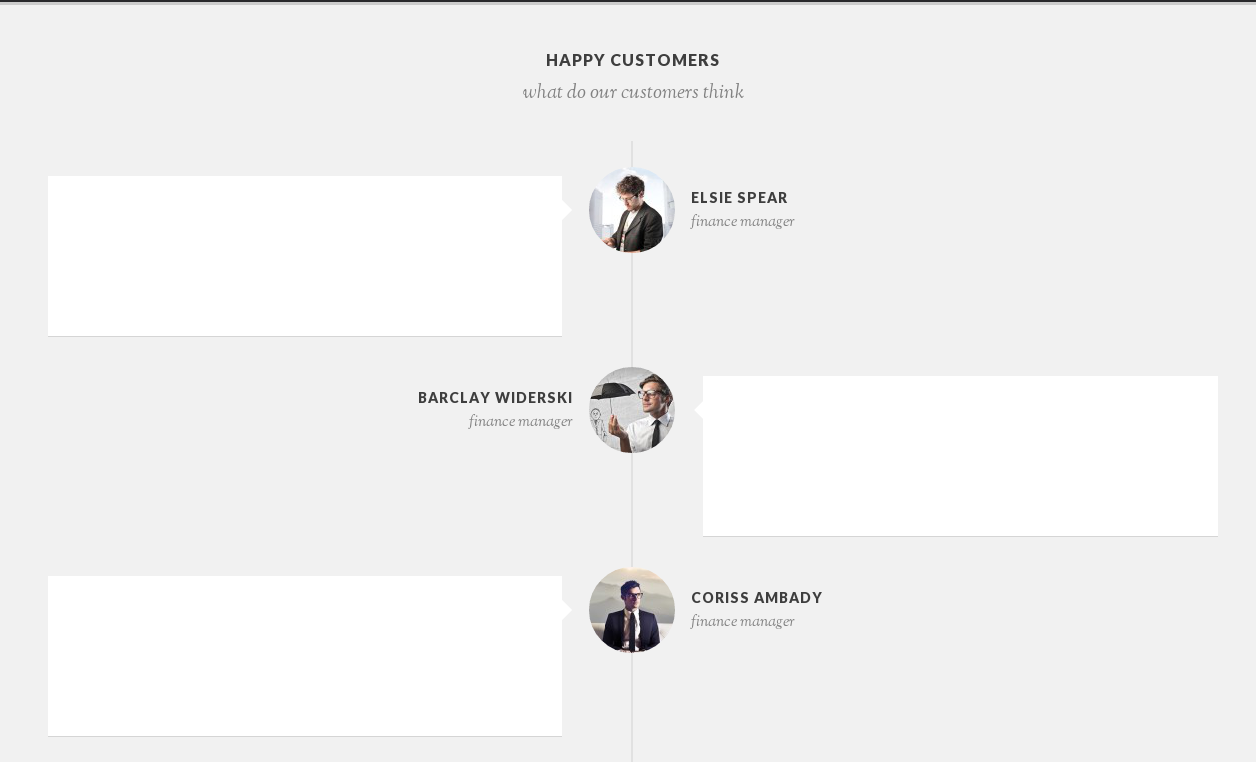 HAPPY CUSTOMERS
what do our customers think
ELSIE SPEAR
finance manager
BARCLAY WIDERSKI
finance manager
CORISS AMBADY
finance manager